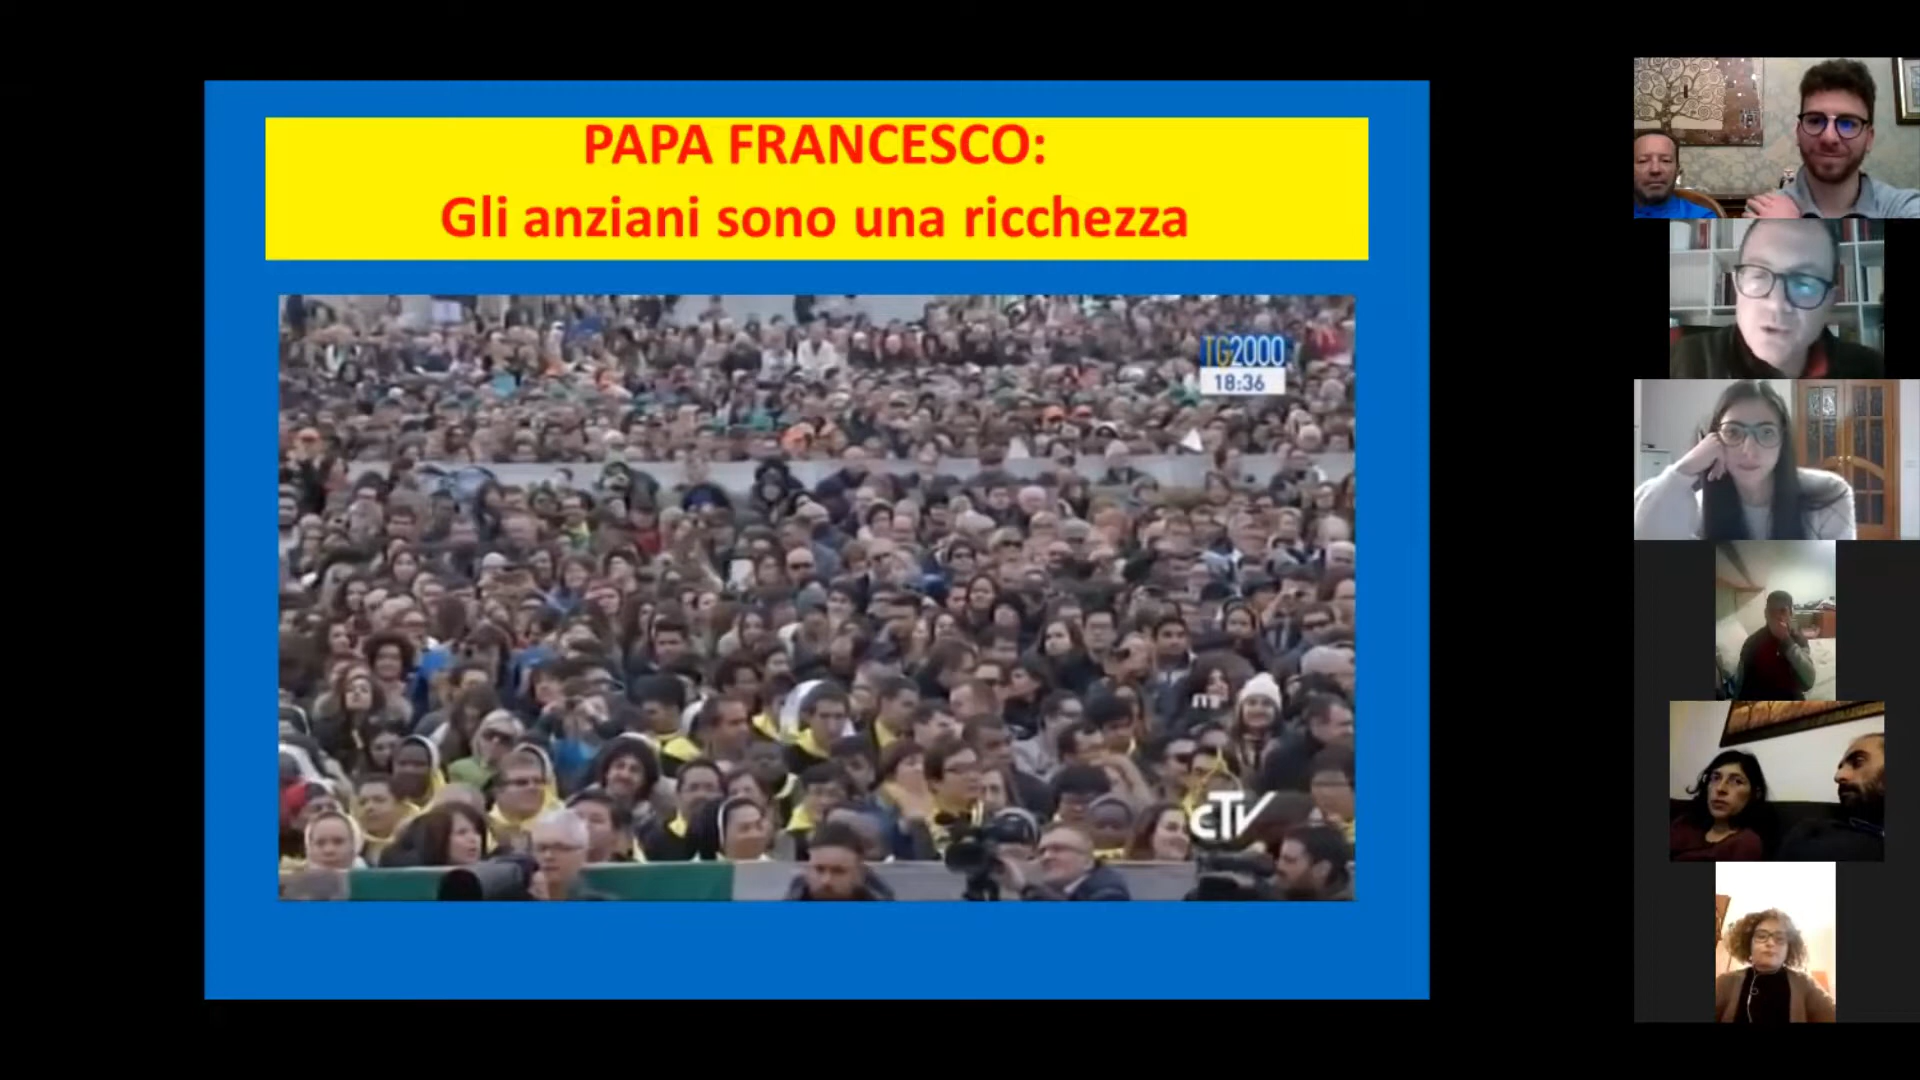 PAPA FRANCESCO:
Gli anziani sono una ricchezza
TG2000
18:36
CTV